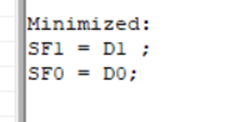 Minimized:
SF1 = D1 ;
SF0 = D0;